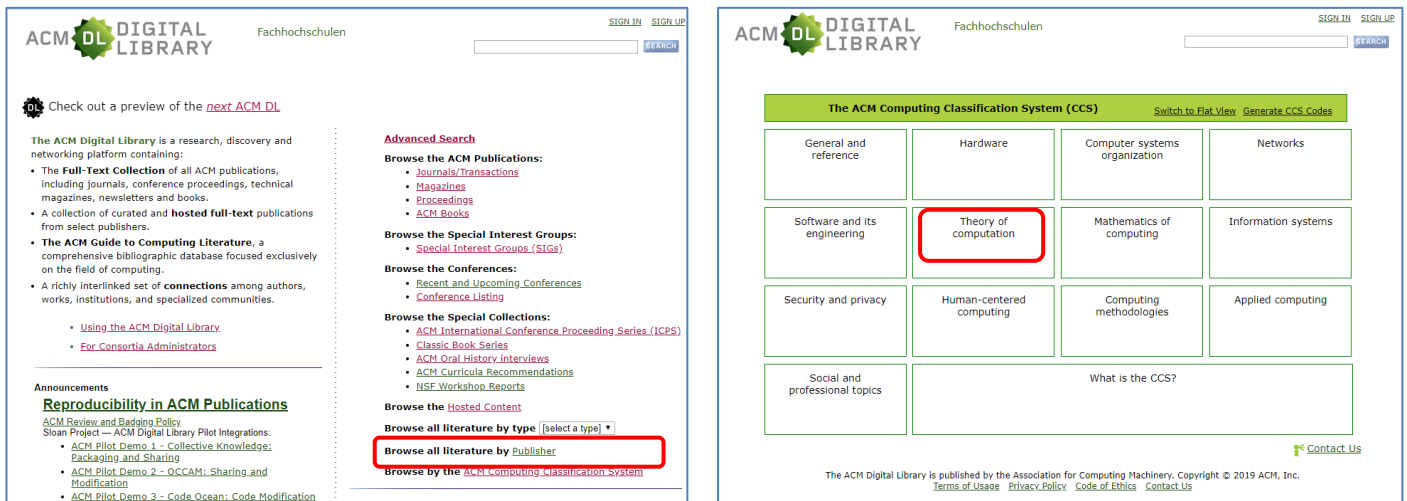 ACM DL DIGITAL LIBRARY
Fachhochschulen
SIGN IN SIGN UP
SEARCH
DL Check out a preview of the next ACM DL
The ACM Digital Library is a research, discovery and
networking platform containing:
• The Full-Text Collection of all ACM publications,
including journals, conference proceedings, technical
magazines, newsletters and books.
• A collection of curated and hosted full-text publications
from select publishers.
• The ACM Guide to Computing Literature, a
comprehensive bibliographic database focused exclusively
on the field of computing.
• A richly interlinked set of connections among authors,
works, institutions, and specialized communities.
• Using the ACM Digital Library
• For Consortia Administrators
Announcements
Reproducibility in ACM Publications
ACM Review and Badging Policy
Sloan Project — ACM Digital Library Pilot Integrations:
• ACM Pilot Demo 1 - Collective Knowledge:
Packaging and Sharing
• ACM Pilot Demo 2 - OCCAM: Sharing and
Modification
• ACM Pilot Demo 3 - Code Ocean: Code Modification
Advanced Search
Browse the ACM Publications:
• Journals/Transactions
• Magazines
• Proceedings
• ACM Books
Browse the Special Interest Groups:
• Special Interest Groups (SIGs)
Browse the Conferences:
• Recent and Upcoming Conferences
• Conference Listing
Browse the Special Collections:
• ACM International Conference Proceeding Series (ICPS)
• Classic Book Series
• ACM Oral History interviews
• ACM Curricula Recommendations
• NSF Workshop Reports
Browse the Hosted Content
Browse all literature by type [select a type] ▼
Browse all literature by Publisher
Browse by the ACM Computing Classification System
ACM DL DIGITAL LIBRARY
Fachhochschulen
SIGN IN SIGN UP
SEARCH
The ACM Computing Classification System (CCS) Switch to Flat View Generate CCS Codes
General and
reference
Hardware
Computer systems
organization
Networks
Software and its
engineering
Theory of
computation
Mathematics of
computing
Information systems
Security and privacy
Human-centered
computing
Computing
methodologies
Applied computing
Social and
professional topics
What is the CCS?
Contact Us
The ACM Digital Library is published by the Association for Computing Machinery. Copyright © 2019 ACM, Inc.
Terms of Usage Privacy Policy Code of Ethics Contact Us